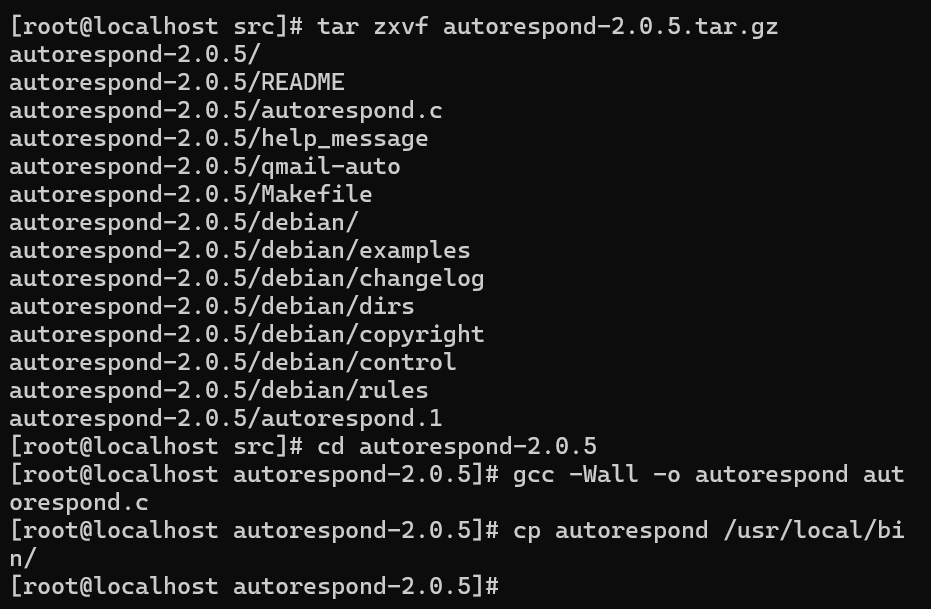 [root@localhost src]# tar zxvf autorespond-2.0.5.tar.gz
autorespond-2.0.5/
autorespond-2.0.5/README
autorespond-2.0.5/autorespond.c
autorespond-2.0.5/help_message
autorespond-2.0.5/qmail-auto
autorespond-2.0.5/Makefile
autorespond-2.0.5/debian/
autorespond-2.0.5/debian/examples
autorespond-2.0.5/debian/changelog
autorespond-2.0.5/debian/dirs
autorespond-2.0.5/debian/copyright
autorespond-2.0.5/debian/control
autorespond-2.0.5/debian/rules
autorespond-2.0.5/autorespond.1
[root@localhost src]# cd autorespond-2.0.5
[root@localhost autorespond-2.0.5]# gcc -Wall -o autorespond aut
orespond.c
[root@localhost autorespond-2.0.5]# cp autorespond /usr/local/bi
n/
[root@localhost autorespond-2.0.5]#